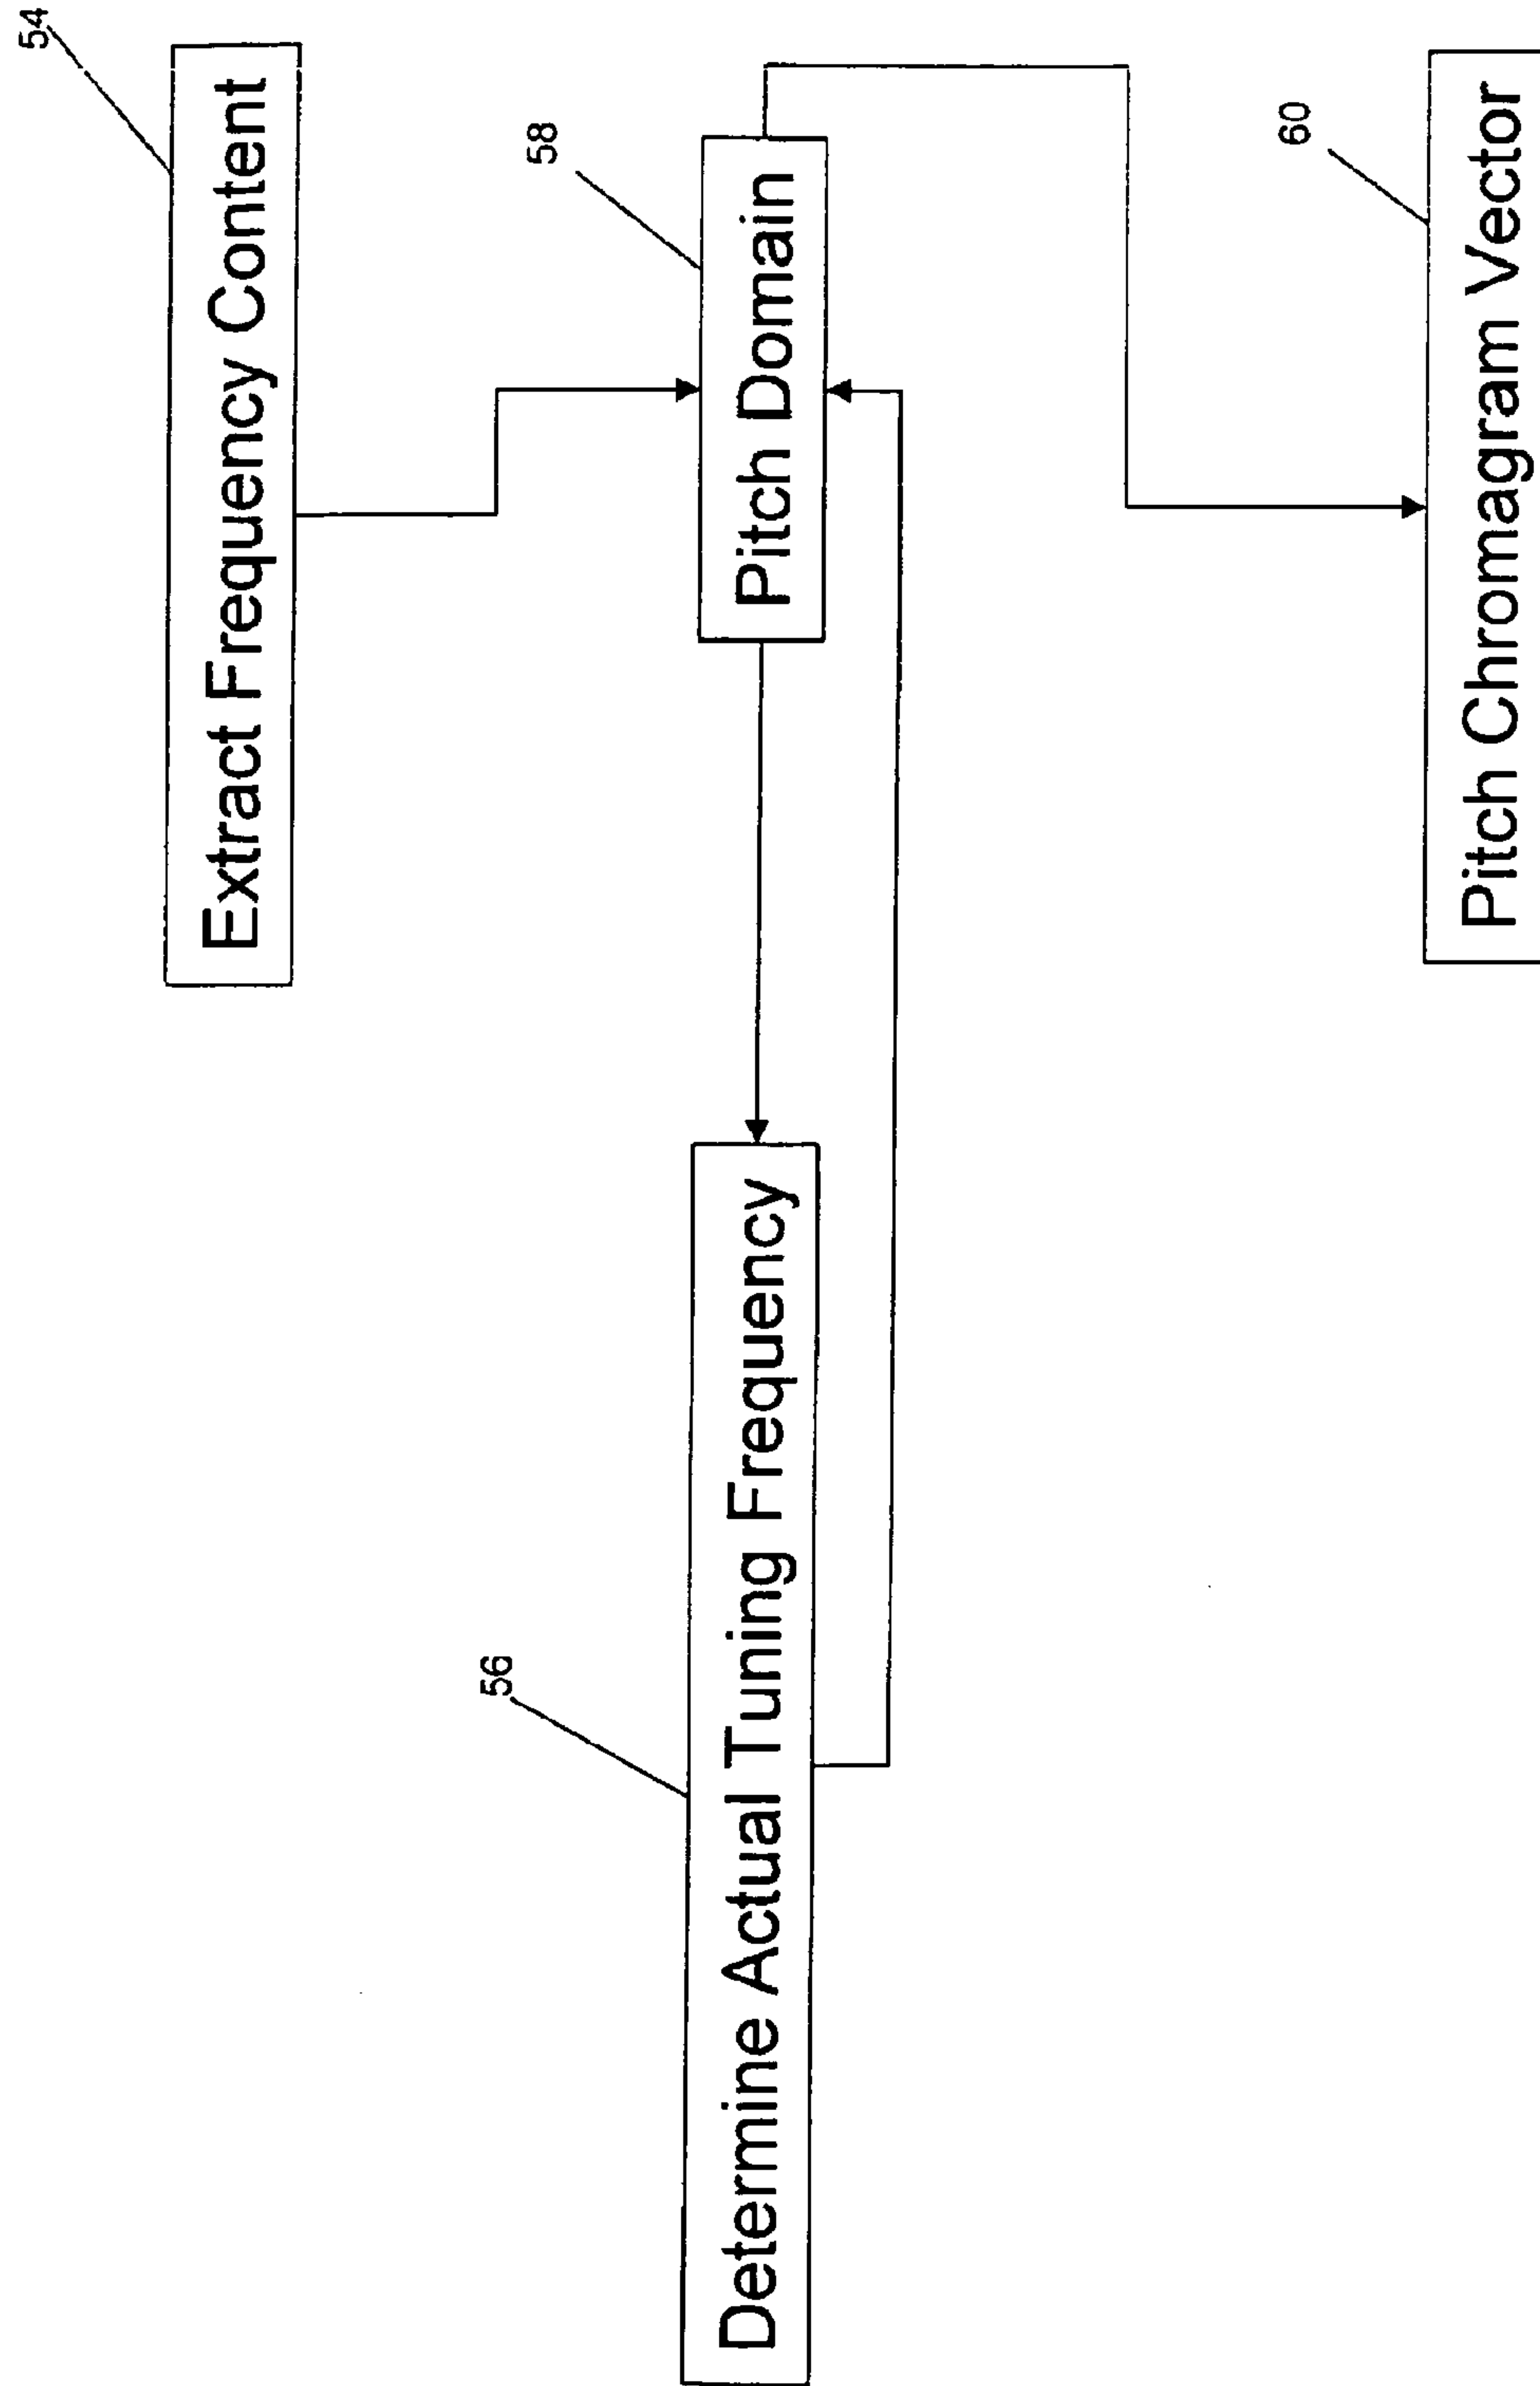 54
Extract Frequency Content
58
Pitch Domain
56
Determine Actual Tuning Frequency
60
Pitch Chromagram Vector